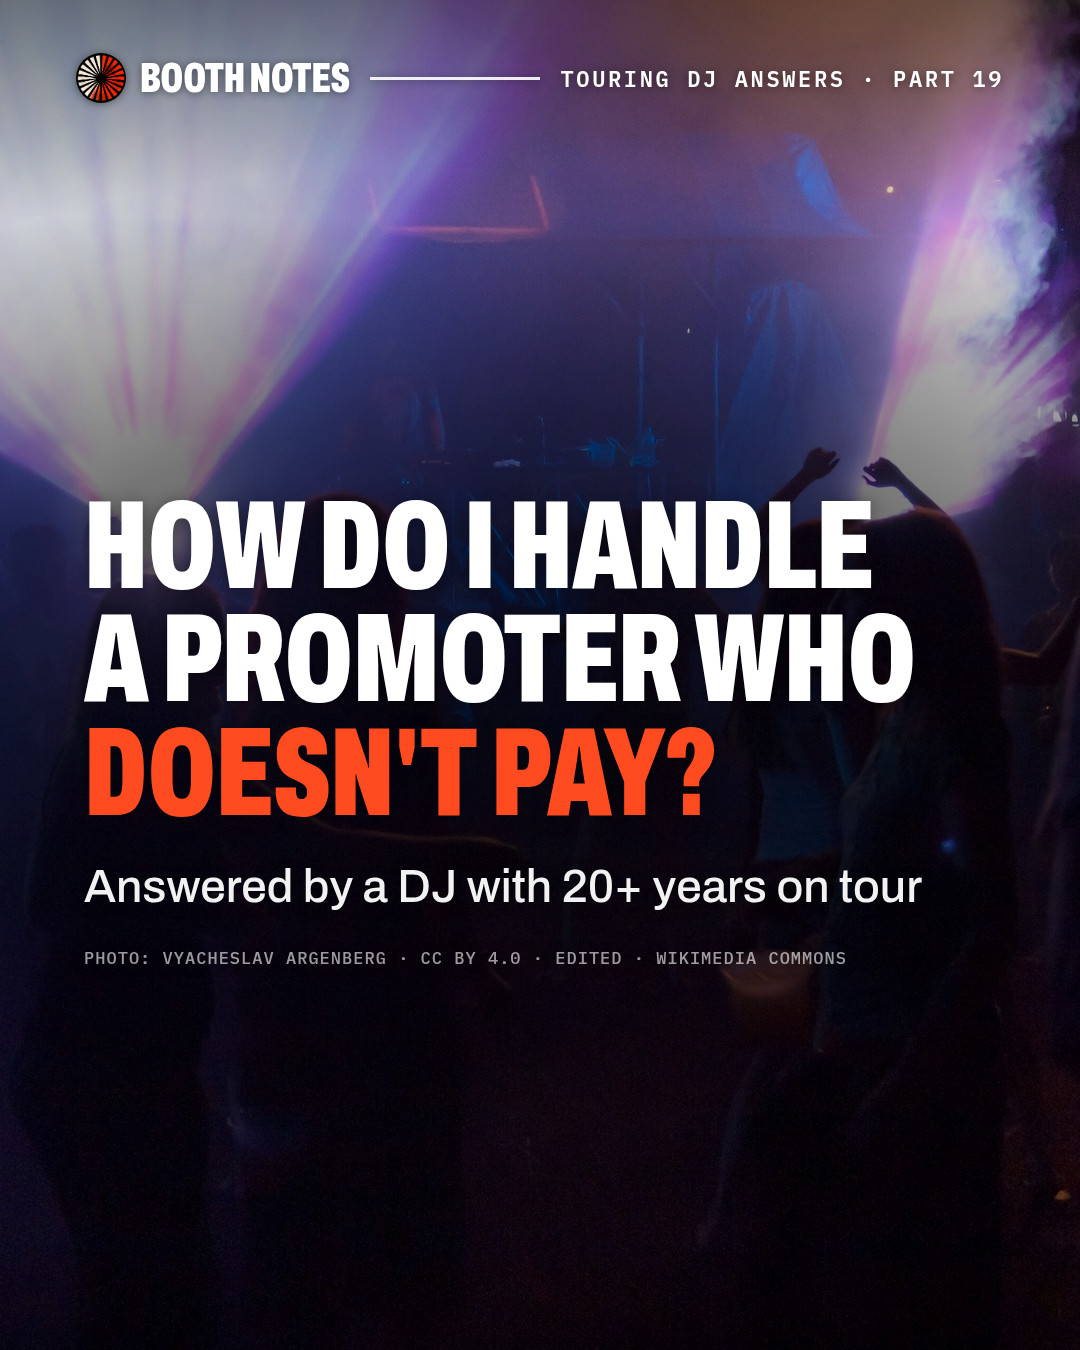 BOOTH NOTES
TOURING DJ ANSWERS · PART 19
HOW DO I HANDLE
A PROMOTER WHO
DOESN'T PAY?
Answered by a DJ with 20+ years on tour
PHOTO: VYACHESLAV ARGENBERG · CC BY 4.0 · EDITED · WIKIMEDIA COMMONS